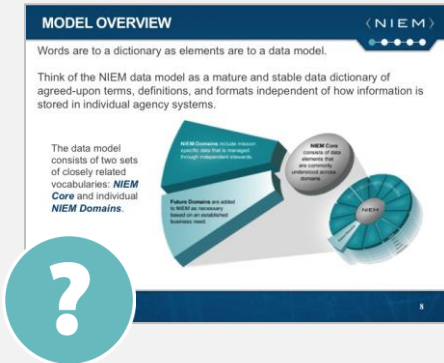 MODEL OVERVIEW
〈NIEM〉
Words are to a dictionary as elements are to a data model.
Think of the NIEM data model as a mature and stable data dictionary of
agreed-upon terms, definitions, and formats independent of how information is
stored in individual agency systems.
The data model
consists of two sets
of closely related
vocabularies: NIEM
Core and individual
NIEM Domains.
NIEM Domains include mission
specific data that is managed
through independent stewards.
Future Domains are added
to NIEM as necessary
based on an established
business need.
NIEM Core
consists of data
elements that
are commonly
understood across
domains
NIEM
?
8